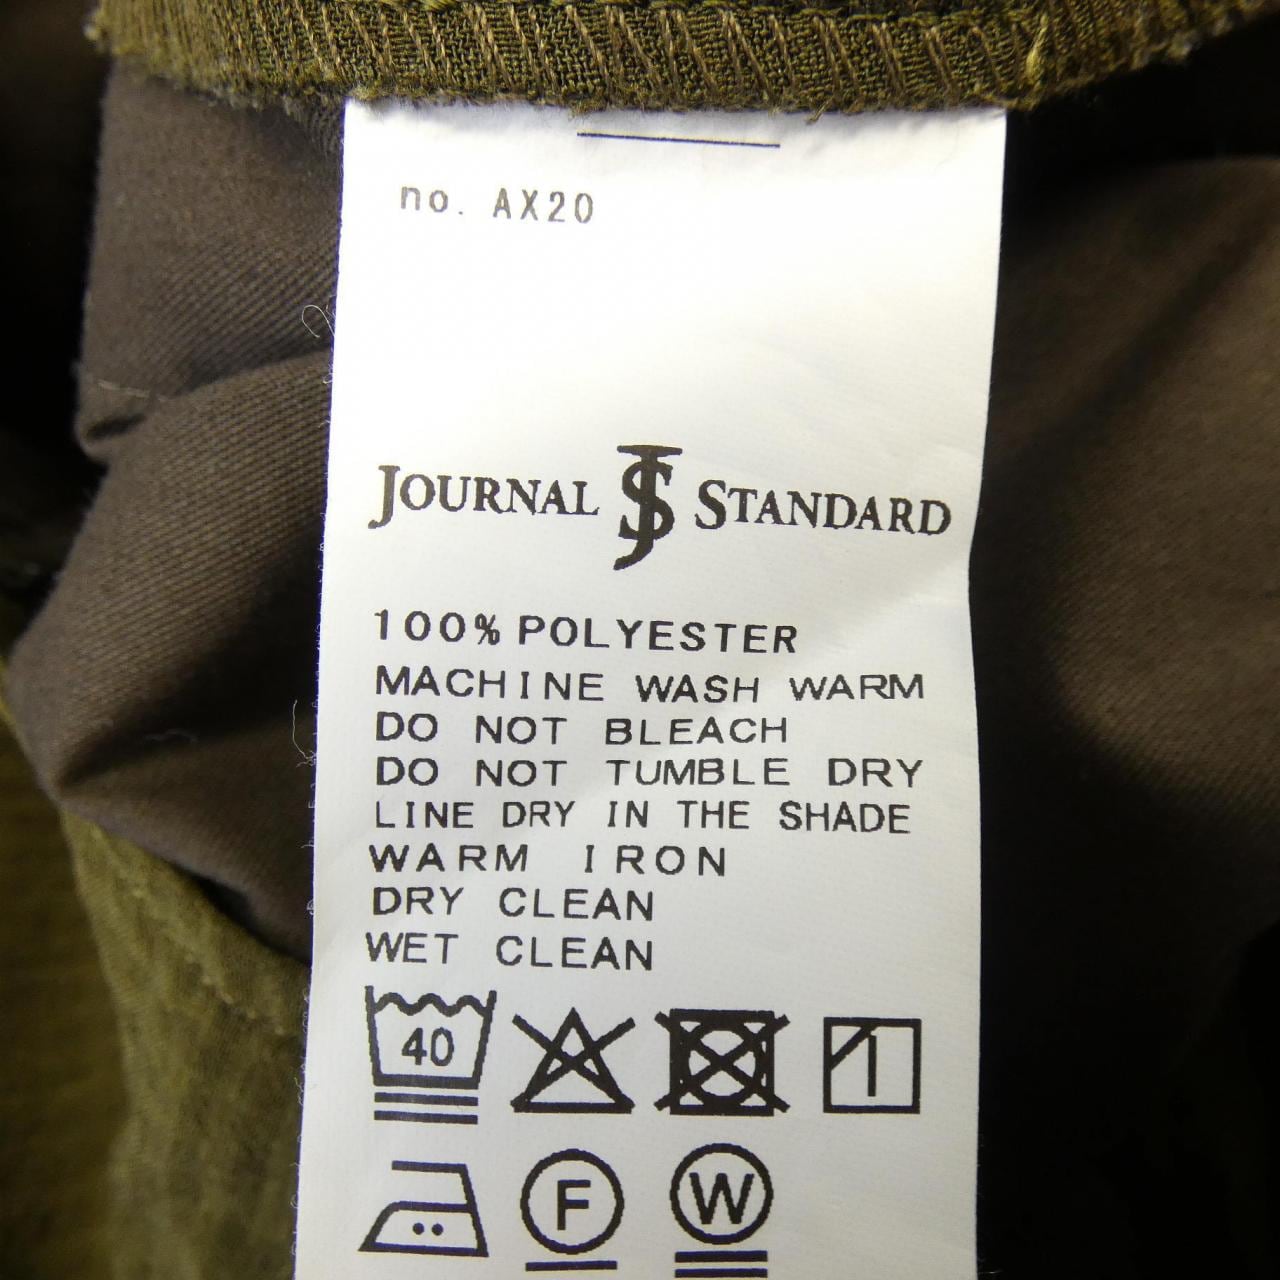 no. AX20
JOURNAL JS STANDARD
100% POLYESTER
MACHINE WASH WARM
DO NOT BLEACH
DO NOT TUMBLE DRY
LINE DRY IN THE SHADE
WARM IRON
DRY CLEAN
WET CLEAN
40
F W